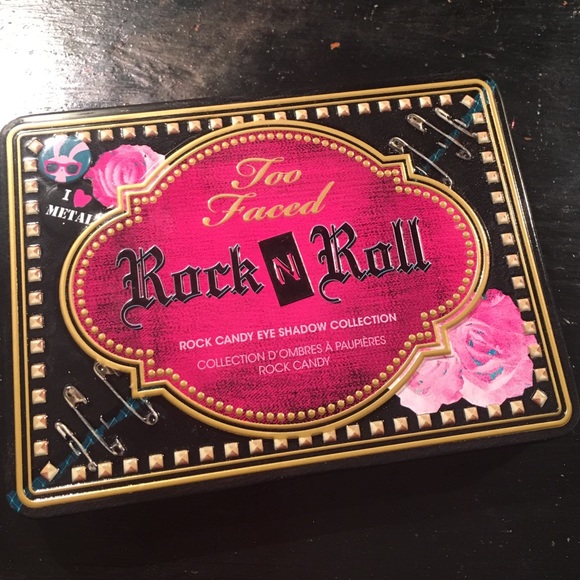 I
METAL
Too
Faced
Rock N Roll
ROCK CANDY EYE SHADOW COLLECTION
COLLECTION D'OMBRES À PAUPIÈRES
ROCK CANDY